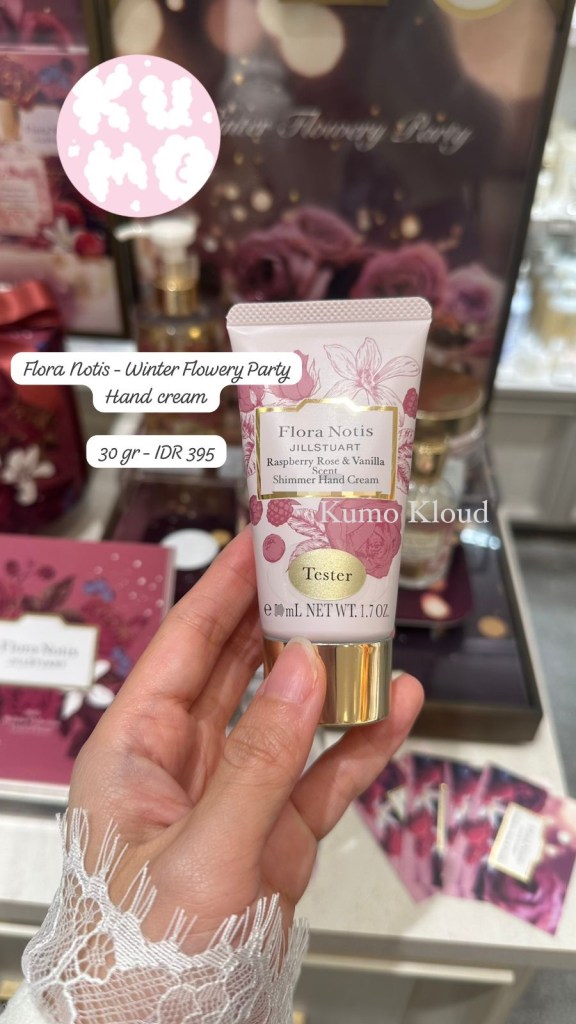 KU
MO
Winter Flowery Party
Flora Notis - Winter Flowery Party
Hand cream
30 gr - IDR 395
Flora Notis
JILLSTUART
Raspberry Rose & Vanilla
Scent
Shimmer Hand Cream
Kumo Kloud
Tester
mL NET WT. 1.7 OZ.
Flora Notis
JILLSTUART